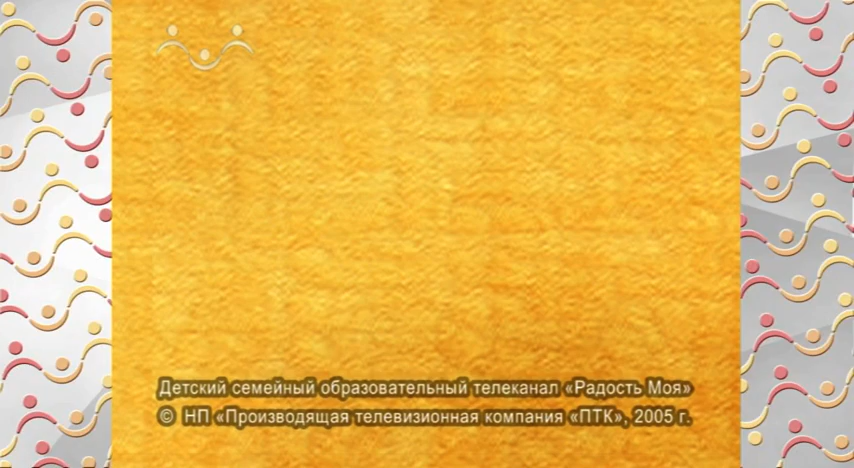 Детский семейный образовательный телеканал «Радость Моя»
© НП «Производящая телевизионная компания «ПТК», 2005 г.